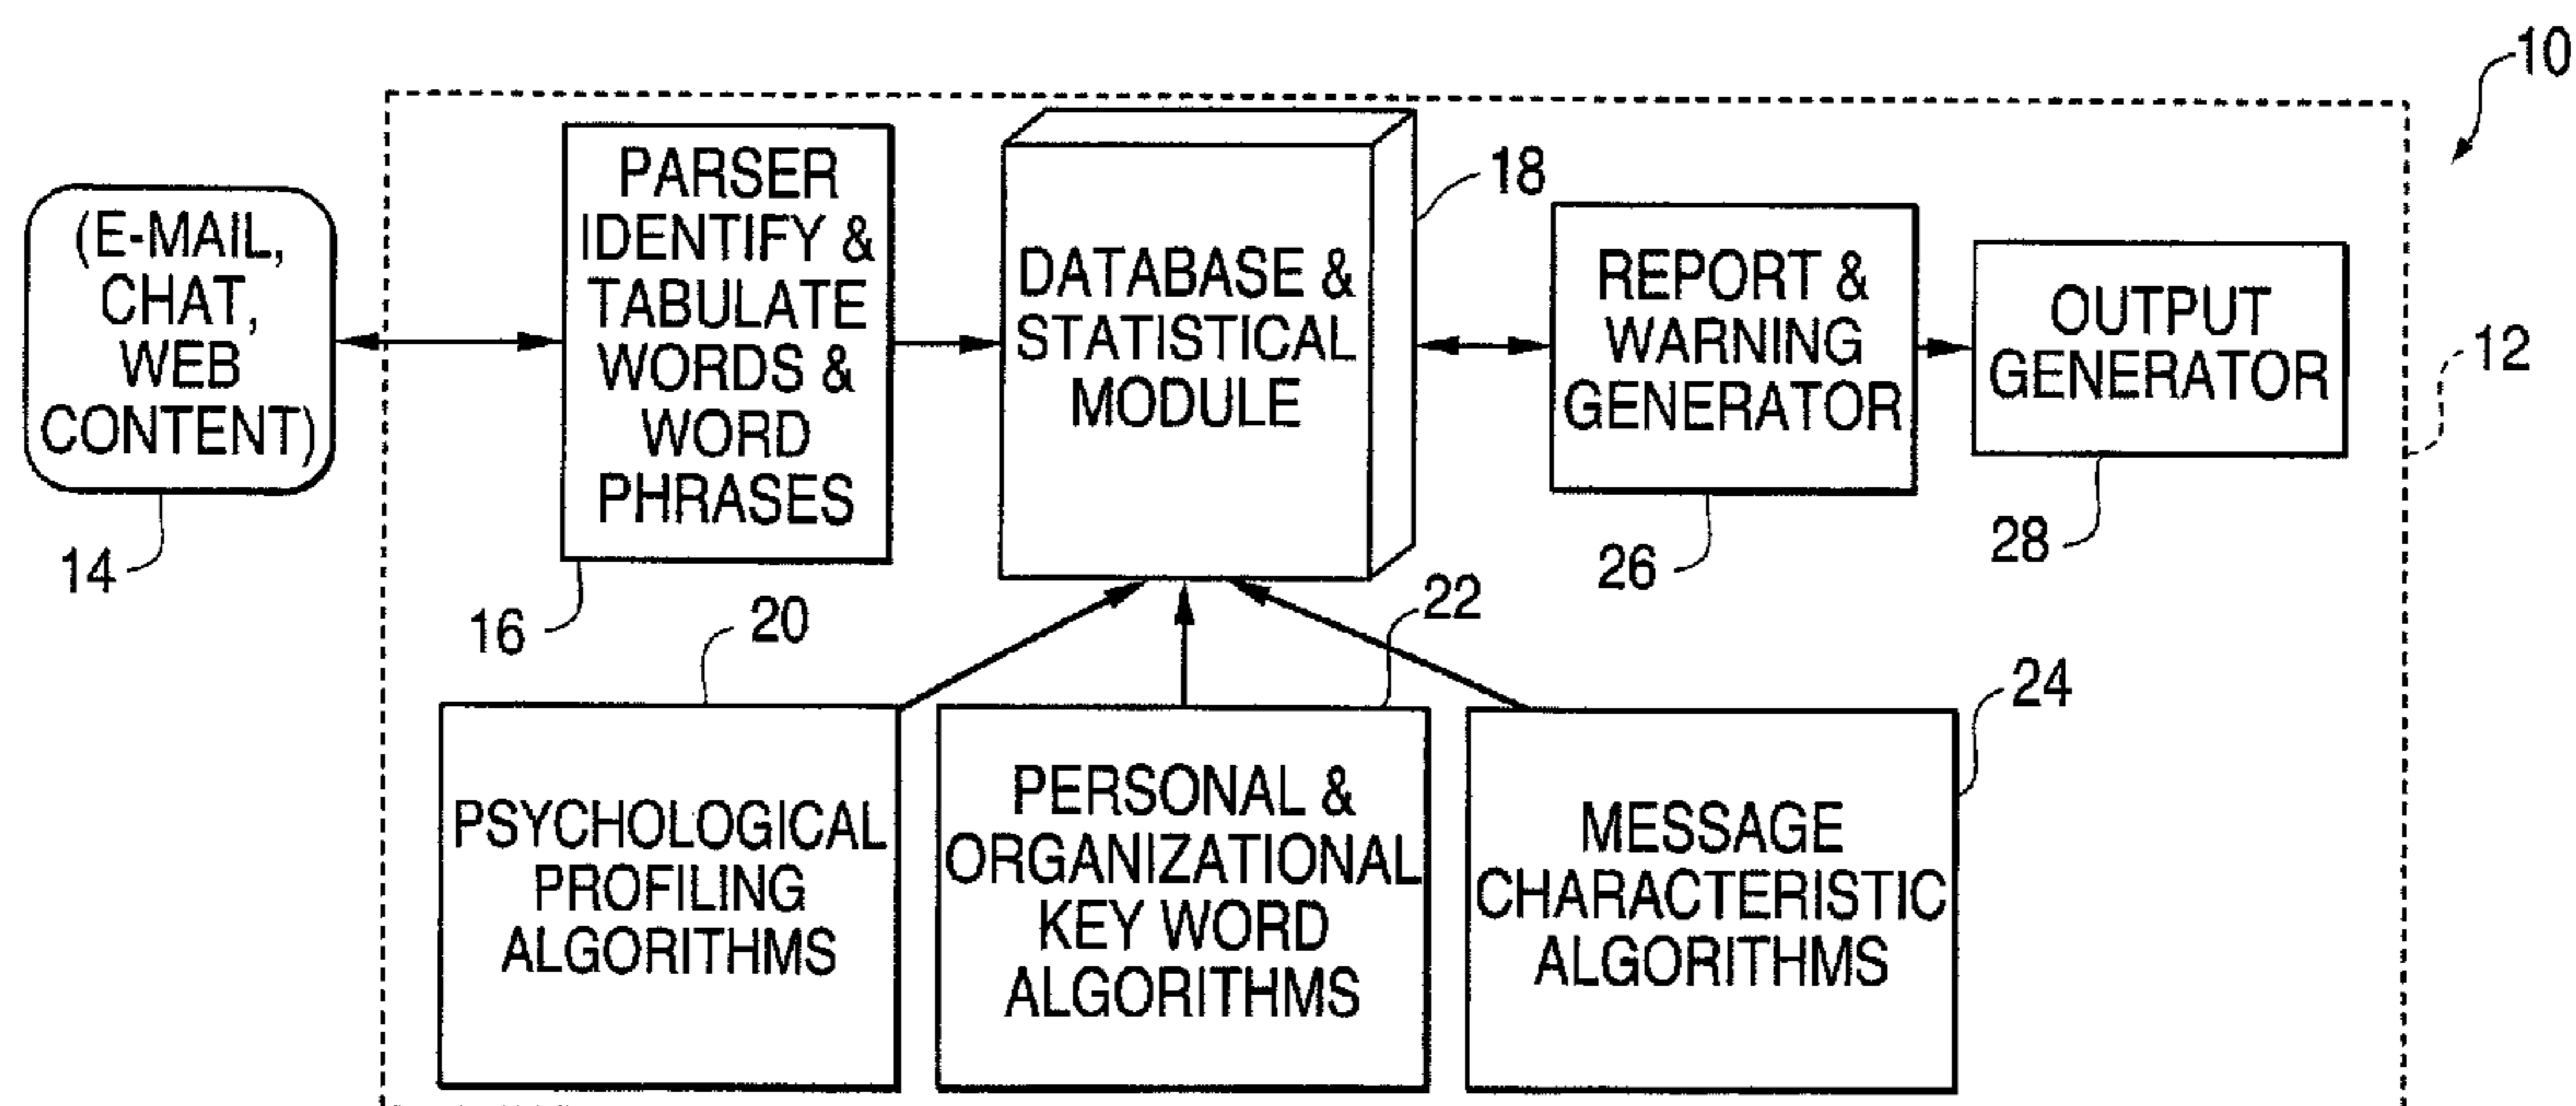 10
(E-MAIL,
CHAT,
WEB
CONTENT)
14
PARSER
IDENTIFY &
TABULATE
WORDS &
WORD
PHRASES
16
DATABASE &
STATISTICAL
MODULE
18
REPORT &
WARNING
GENERATOR
26
OUTPUT
GENERATOR
28
12
PSYCHOLOGICAL
PROFILING
ALGORITHMS
20
PERSONAL &
ORGANIZATIONAL
KEY WORD
ALGORITHMS
22
MESSAGE
CHARACTERISTIC
ALGORITHMS
24